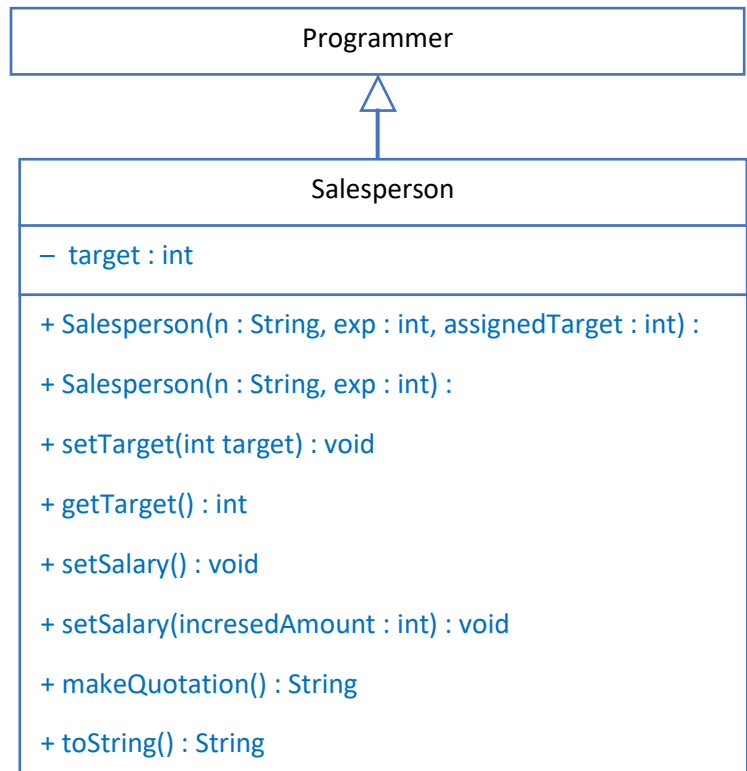 Programmer
Salesperson
– target : int
+ Salesperson(n : String, exp : int, assignedTarget : int) :
+ Salesperson(n : String, exp : int) :
+ setTarget(int target) : void
+ getTarget() : int
+ setSalary() : void
+ setSalary(incresedAmount : int) : void
+ makeQuotation() : String
+ toString() : String